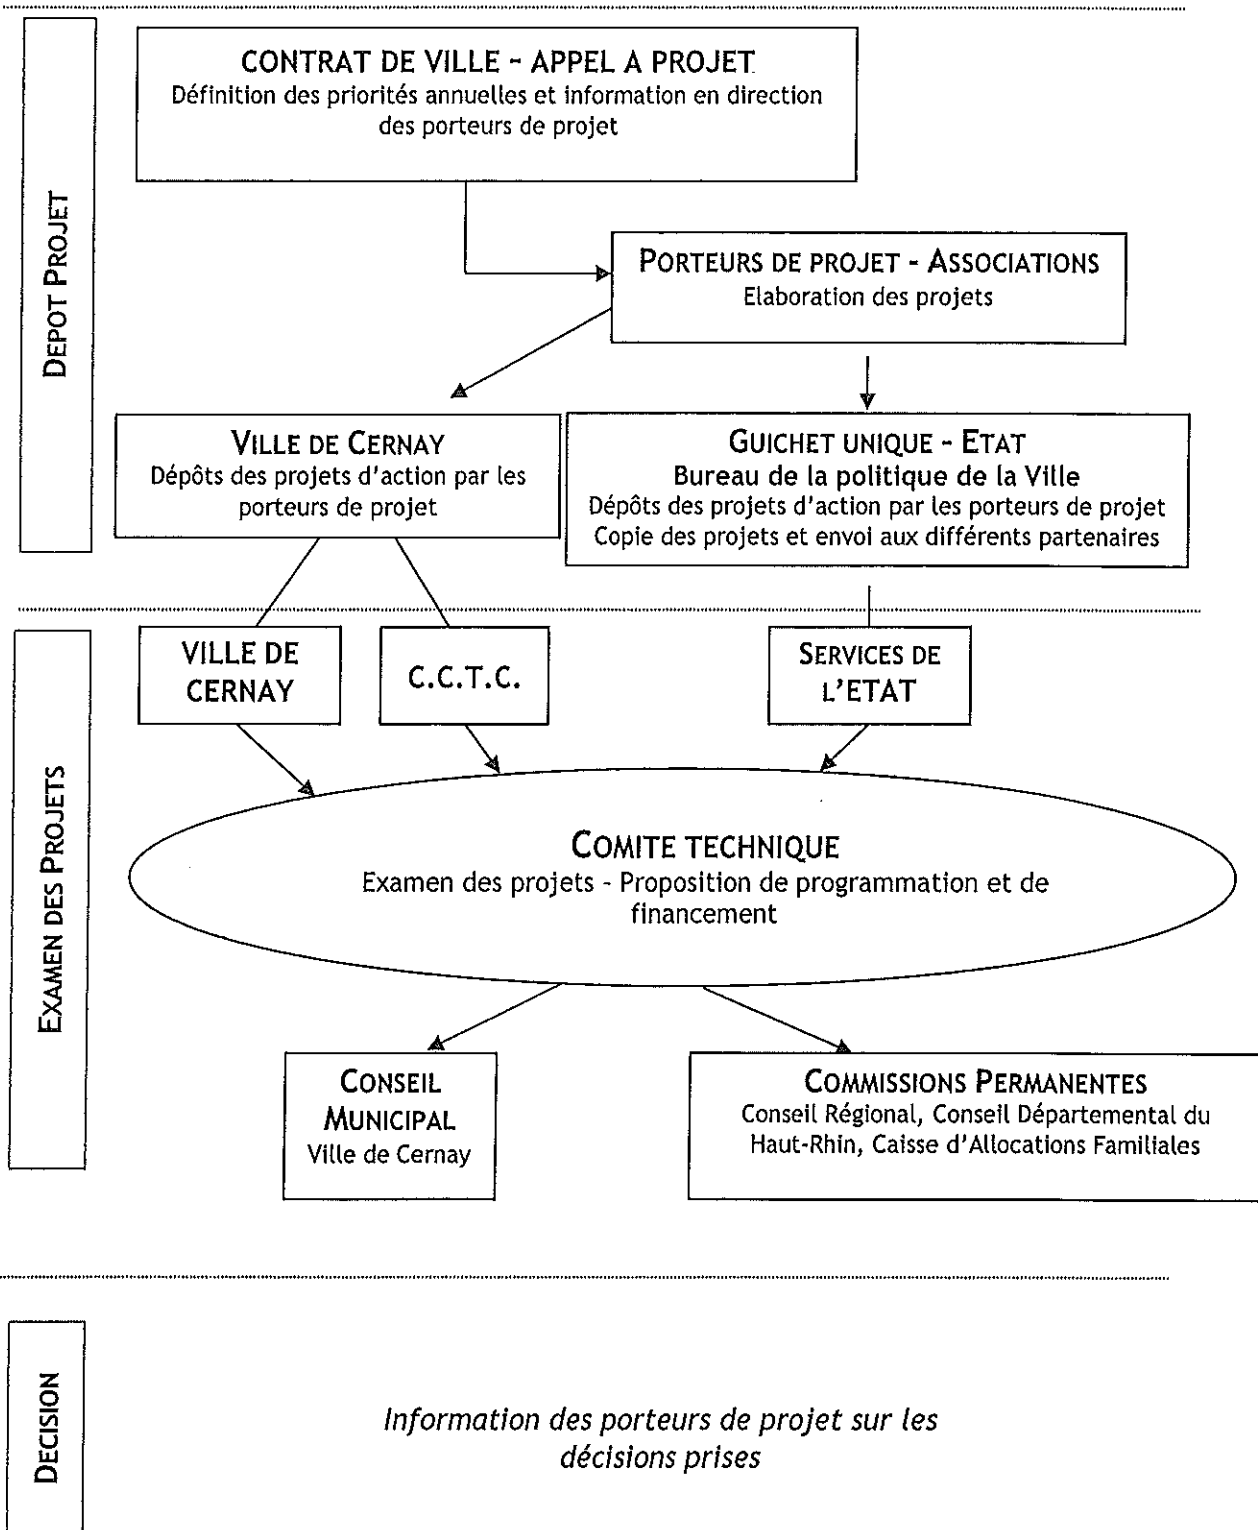 CONTRAT DE VILLE - APPEL A PROJET
Définition des priorités annuelles et information en direction
des porteurs de projet
DEPOT PROJET
PORTEURS DE PROJET - ASSOCIATIONS
Elaboration des projets
VILLE DE CERNAY
Dépôts des projets d'action par les
porteurs de projet
GUICHET UNIQUE - ETAT
Bureau de la politique de la Ville
Dépôts des projets d'action par les porteurs de projet
Copie des projets et envoi aux différents partenaires
EXAMEN DES PROJETS
VILLE DE
CERNAY
C.C.T.C.
SERVICES DE
L'ETAT
COMITE TECHNIQUE
Examen des projets - Proposition de programmation et de
financement
CONSEIL
MUNICIPAL
Ville de Cernay
COMMISSIONS PERMANENTES
Conseil Régional, Conseil Départemental du
Haut-Rhin, Caisse d'Allocations Familiales
DECISION
Information des porteurs de projet sur les
décisions prises